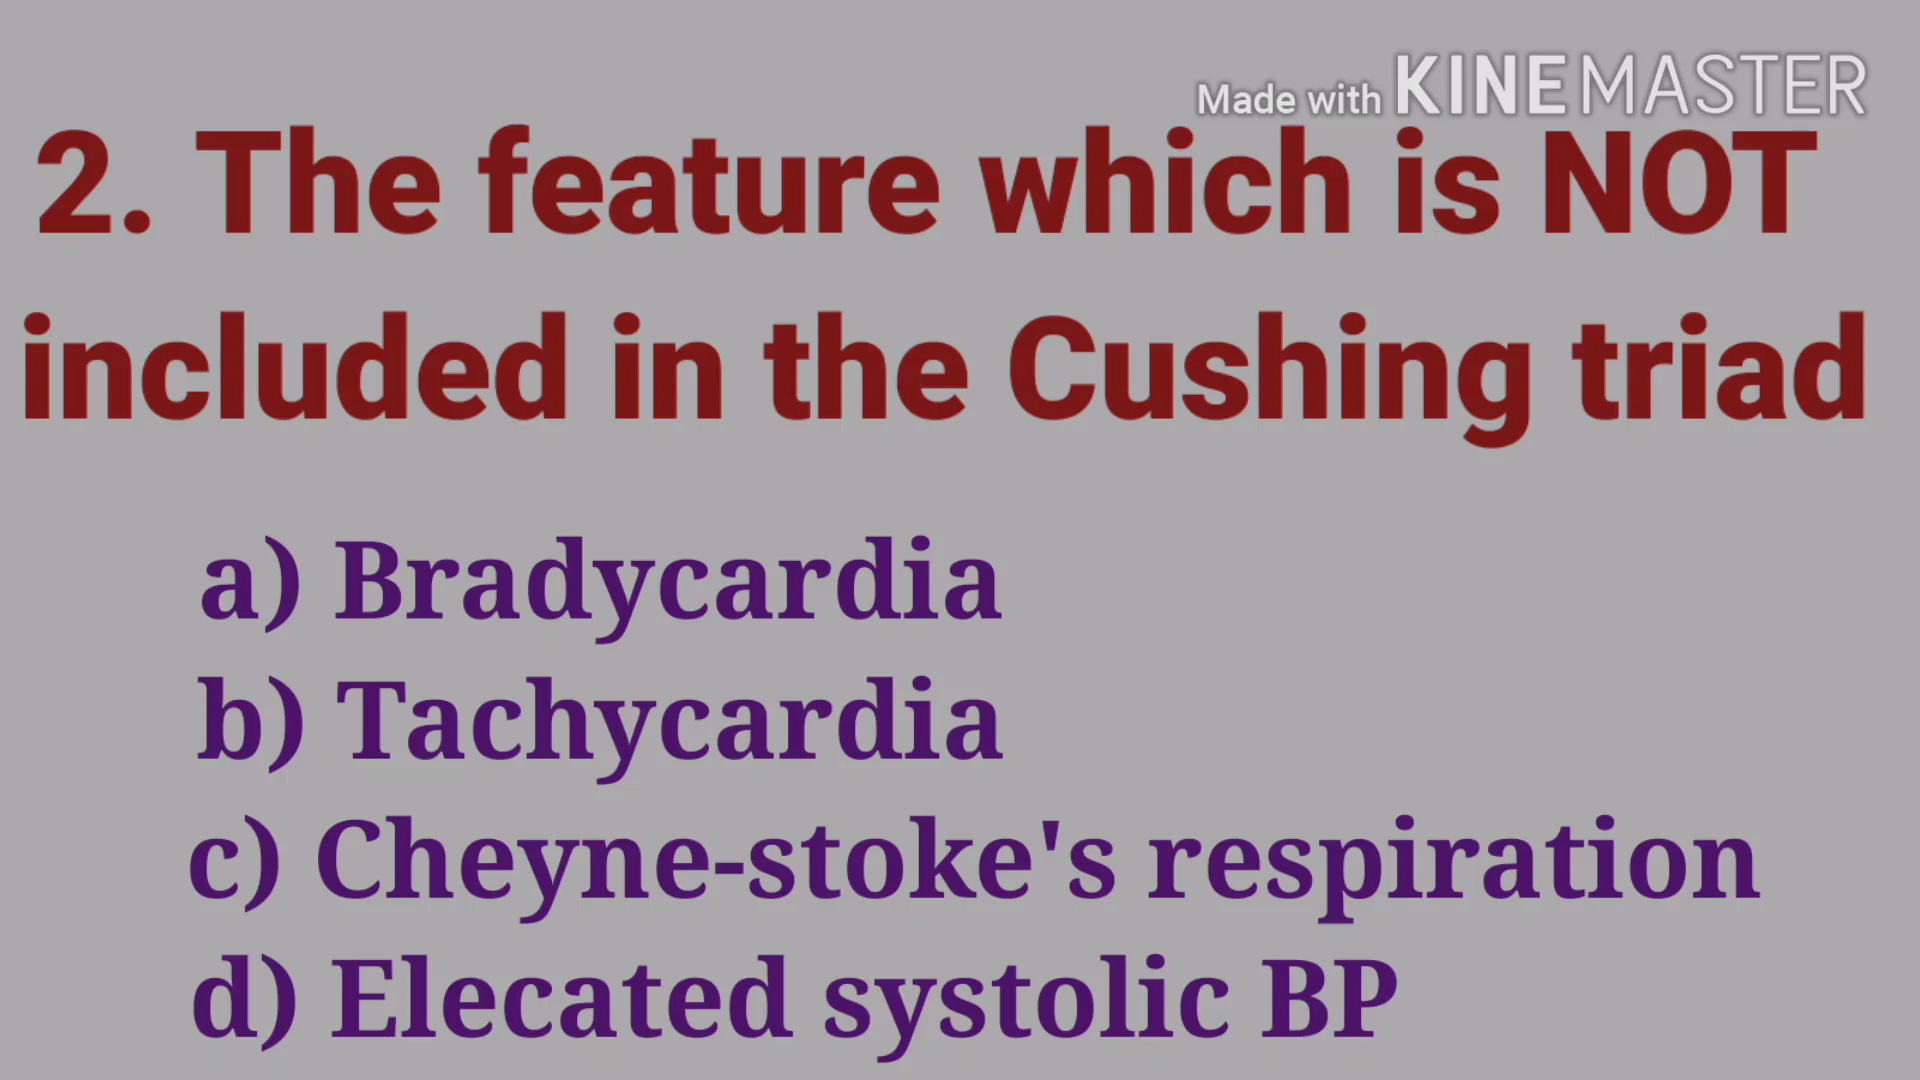 Made with KINEMASTER
2. The feature which is NOT
included in the Cushing triad
a) Bradycardia
b) Tachycardia
c) Cheyne-stoke's respiration
d) Elecated systolic BP